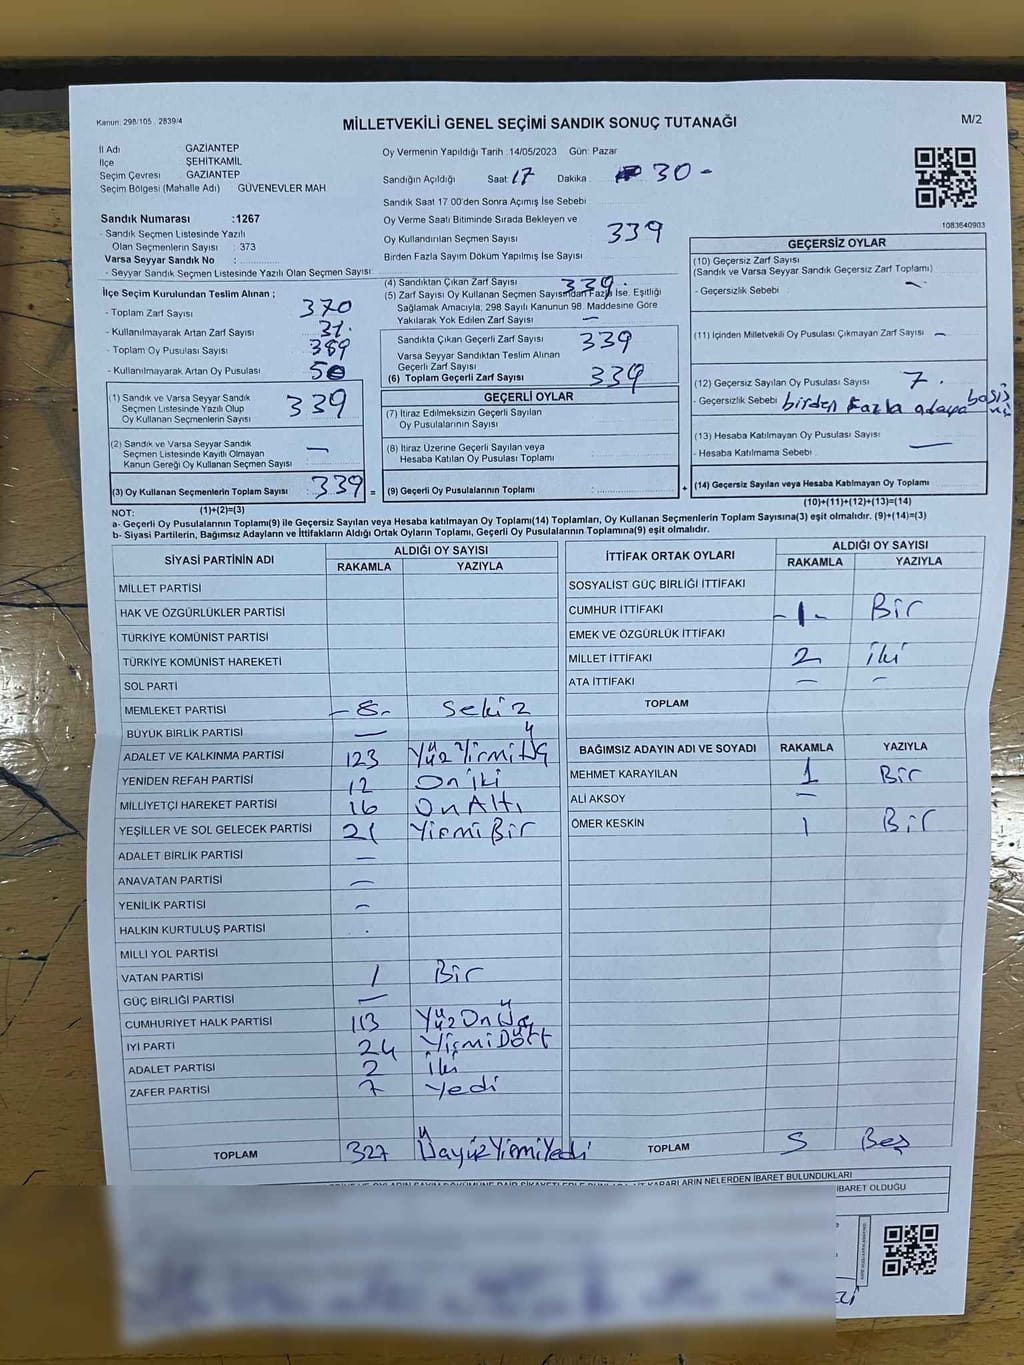 Kanun: 298/105 , 2839/4
MİLLETVEKİLİ GENEL SEÇİMİ SANDIK SONUÇ TUTANAĞI
M/2
İl Adı GAZİANTEP
İlçe ŞEHİTKAMİL
Seçim Çevresi GAZİANTEP
Seçim Bölgesi (Mahalle Adı) GÜVENEVLER MAH
Oy Vermenin Yapıldığı Tarih :14/05/2023 Gün: Pazar
Sandığın Açıldığı Saat: 17 Dakika 30 -
Sandık Saat 17 00'den Sonra Açımış İse Sebebi
Oy Verme Saati Bitiminde Sırada Bekleyen ve
Oy Kullandırılan Seçmen Sayısı 339
Birden Fazla Sayım Döküm Yapılmış İse Sayısı
1083640903
Sandık Numarası :1267
- Sandık Seçmen Listesinde Yazılı
Olan Seçmenlerin Sayısı : 373
Varsa Seyyar Sandık No :
- Seyyar Sandık Seçmen Listesinde Yazılı Olan Seçmen Sayısı:
İlçe Seçim Kurulundan Teslim Alınan ;
- Toplam Zarf Sayısı 370
- Kullanılmayarak Artan Zarf Sayısı 31.
- Toplam Oy Pusulası Sayısı 389
- Kullanılmayarak Artan Oy Pusulası 50
(1) Sandık ve Varsa Seyyar Sandık
Seçmen Listesinde Yazılı Olup
Oy Kullanan Seçmenlerin Sayısı 339
(2) Sandık ve Varsa Seyyar Sandık
Seçmen Listesinde Kayıtlı Olmayan
Kanun Gereği Oy Kullanan Seçmen Sayısı —
(3) Oy Kullanan Seçmenlerin Toplam Sayısı : 339 =
(1)+(2)=(3)
(4) Sandıktan Çıkan Zarf Sayısı 339.
(5) Zarf Sayısı Oy Kullanan Seçmen Sayısından Fazla İse. Eşitliği
Sağlamak Amacıyla; 298 Sayılı Kanunun 98. Maddesine Göre
Yakılarak Yok Edilen Zarf Sayısı —
Sandıkta Çıkan Geçerli Zarf Sayısı 339
Varsa Seyyar Sandıktan Teslim Alınan
Geçerli Zarf Sayısı
(6) Toplam Geçerli Zarf Sayısı 339
GEÇERLİ OYLAR
(7) İtiraz Edilmeksizin Geçerli Sayılan
Oy Pusulalarının Sayısı
(8) İtiraz Üzerine Geçerli Sayılan veya
Hesaba Katılan Oy Pusulası Toplamı
(9) Geçerli Oy Pusulalarının Toplamı : +
GEÇERSİZ OYLAR
(10) Geçersiz Zarf Sayısı
(Sandık ve Varsa Seyyar Sandık Geçersiz Zarf Toplamı)
- Geçersizlik Sebebi —
(11) İçinden Milletvekili Oy Pusulası Çıkmayan Zarf Sayısı —
(12) Geçersiz Sayılan Oy Pusulası Sayısı 7.
- Geçersizlik Sebebi birden fazla adaya
(13) Hesaba Katılmayan Oy Pusulası Sayısı
- Hesaba Katılmama Sebebi —
(14) Geçersiz Sayılan veya Hesaba Katılmayan Oy Toplamı
(10)+(11)+(12)+(13)=(14)
NOT:
a- Geçerli Oy Pusulalarının Toplamı(9) ile Geçersiz Sayılan veya Hesaba katılmayan Oy Toplamı(14) Toplamları, Oy Kullanan Seçmenlerin Toplam Sayısına(3) eşit olmalıdır. (9)+(14)=(3)
b- Siyasi Partilerin, Bağımsız Adayların ve İttifakların Aldığı Ortak Oyların Toplamı, Geçerli Oy Pusulalarının Toplamına(9) eşit olmalıdır.
SİYASİ PARTİNİN ADI ALDIĞI OY SAYISI
RAKAMLA YAZIYLA
MİLLET PARTİSİ
HAK VE ÖZGÜRLÜKLER PARTİSİ
TÜRKİYE KOMÜNİST PARTİSİ
TÜRKİYE KOMÜNİST HAREKETİ
SOL PARTİ
MEMLEKET PARTİSİ -8- Sekiz
BÜYÜK BİRLİK PARTİSİ —
ADALET VE KALKINMA PARTİSİ 123 Yüz Yirmi Üç
YENİDEN REFAH PARTİSİ 12 On iki
MİLLİYETÇİ HAREKET PARTİSİ 16 On Altı
YEŞİLLER VE SOL GELECEK PARTİSİ 21 Yirmi Bir
ADALET BİRLİK PARTİSİ —
ANAVATAN PARTİSİ —
YENİLİK PARTİSİ —
HALKIN KURTULUŞ PARTİSİ .
MİLLİ YOL PARTİSİ
VATAN PARTİSİ 1 Bir
GÜÇ BİRLİĞİ PARTİSİ —
CUMHURİYET HALK PARTİSİ 113 Yüz On Üç
İYİ PARTİ 24 Yirmi Dört
ADALET PARTİSİ 2 iki
ZAFER PARTİSİ 7 Yedi
TOPLAM 327 Üçyüz Yirmi Yedi
İTTİFAK ORTAK OYLARI ALDIĞI OY SAYISI
RAKAMLA YAZIYLA
SOSYALİST GÜÇ BİRLİĞİ İTTİFAKI
CUMHUR İTTİFAKI -1- Bir
EMEK VE ÖZGÜRLÜK İTTİFAKI
MİLLET İTTİFAKI 2 iki
ATA İTTİFAKI — —
TOPLAM
BAĞIMSIZ ADAYIN ADI VE SOYADI RAKAMLA YAZIYLA
MEHMET KARAYILAN 1 Bir
ALİ AKSOY —
ÖMER KESKİN 1 Bir
TOPLAM 5 Beş
KARARLARIN NELERDEN İBARET BULUNDUKLARI
İBARET OLDUĞU